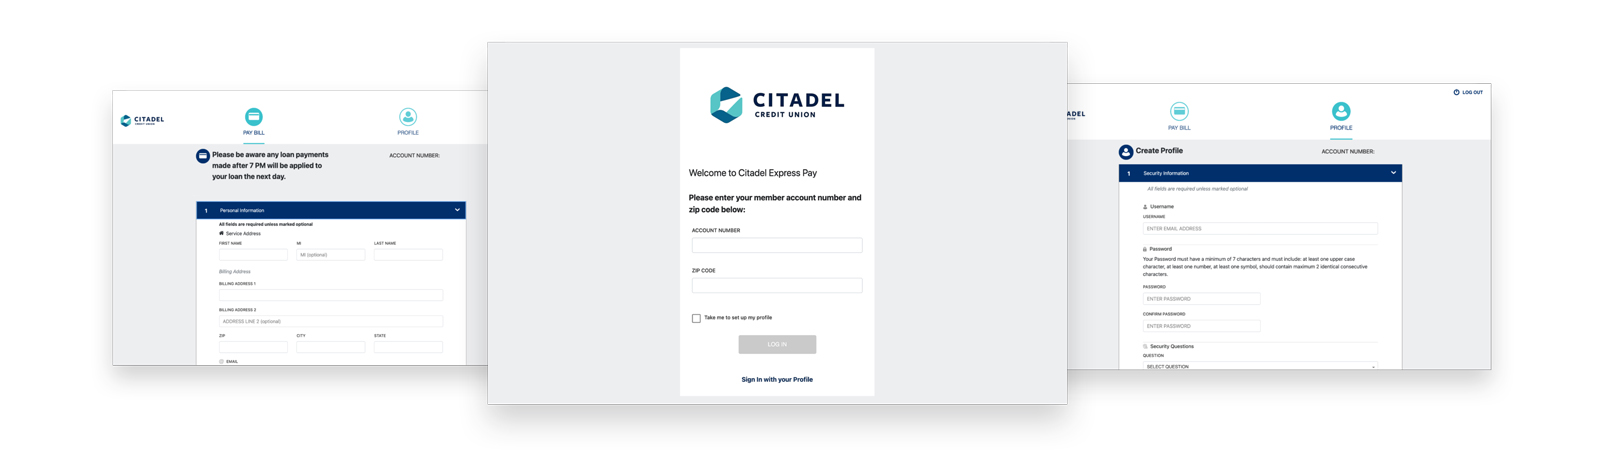 CITADEL
CREDIT UNION
PAY BILL
PROFILE
Please be aware any loan payments
made after 7 PM will be applied to
your loan the next day.
ACCOUNT NUMBER:
1 Personal Information
All fields are required unless marked optional
Service Address
FIRST NAME MI LAST NAME
MI (optional)
Billing Address
BILLING ADDRESS 1
BILLING ADDRESS 2
ADDRESS LINE 2 (optional)
ZIP CITY STATE
EMAIL
CITADEL
CREDIT UNION
Welcome to Citadel Express Pay
Please enter your member account number and
zip code below:
ACCOUNT NUMBER
ZIP CODE
Take me to set up my profile
LOG IN
Sign In with your Profile
LOG OUT
ADEL
UNION
PAY BILL
PROFILE
Create Profile
ACCOUNT NUMBER:
1 Security Information
All fields are required unless marked optional
Username
USERNAME
ENTER EMAIL ADDRESS
Password
Your Password must have a minimum of 7 characters and must include: at least one upper case
character, at least one number, at least one symbol, should contain maximum 2 identical consecutive
characters.
PASSWORD
ENTER PASSWORD
CONFIRM PASSWORD
ENTER PASSWORD
Security Questions
QUESTION
SELECT QUESTION